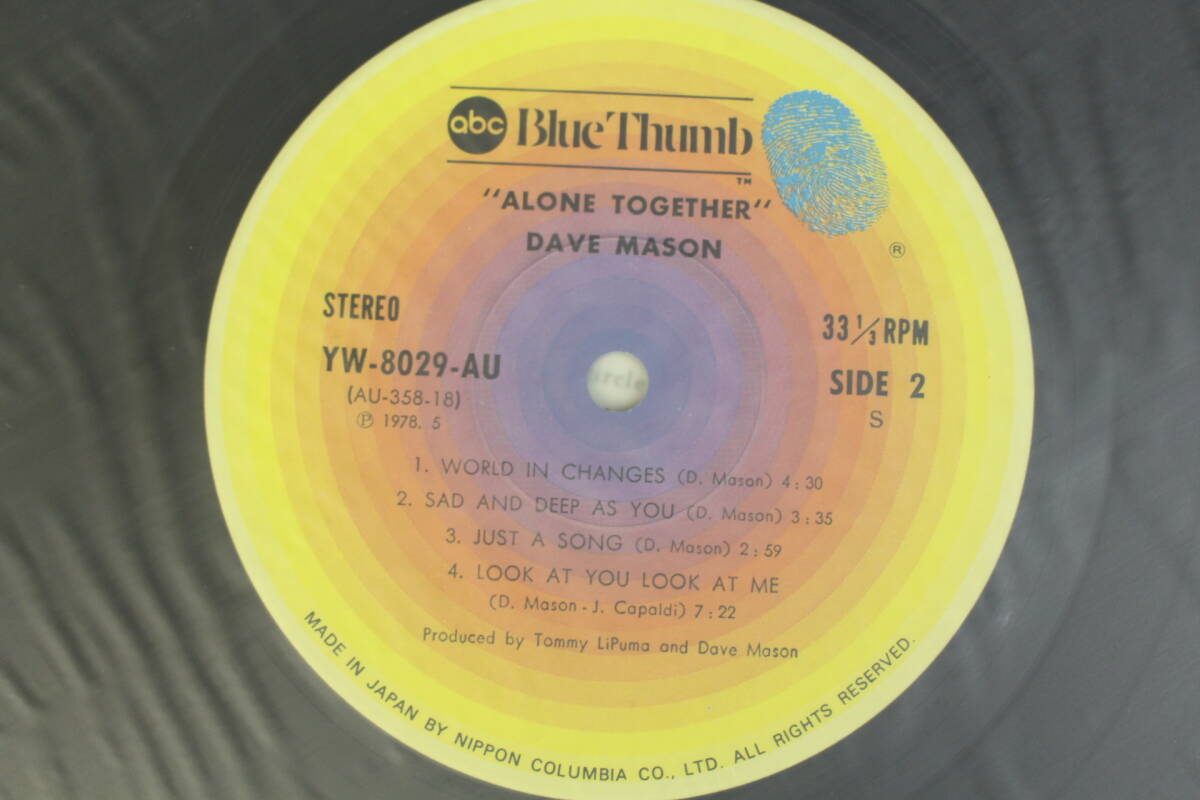 abc Blue Thumb
TM
"ALONE TOGETHER"
DAVE MASON
®
STEREO
33 1/3 RPM
YW-8029-AU
SIDE 2
(AU-358-18)
S
Ⓟ 1978. 5
1. WORLD IN CHANGES (D. Mason) 4:30
2. SAD AND DEEP AS YOU (D. Mason) 3:35
3. JUST A SONG (D. Mason) 2:59
4. LOOK AT YOU LOOK AT ME
(D. Mason - J. Capaldi) 7:22
Produced by Tommy LiPuma and Dave Mason
MADE IN JAPAN BY NIPPON COLUMBIA CO., LTD. ALL RIGHTS RESERVED.